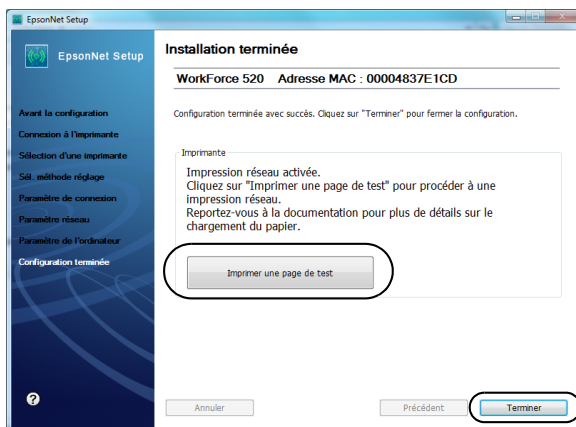 EpsonNet Setup
EpsonNet Setup
Avant la configuration
Connexion à l'imprimante
Sélection d'une imprimante
Sél. méthode réglage
Paramètre de connexion
Paramètre réseau
Paramètre de l'ordinateur
Configuration terminée
?
Installation terminée
WorkForce 520 Adresse MAC : 00004837E1CD
Configuration terminée avec succès. Cliquez sur "Terminer" pour fermer la configuration.
Imprimante
Impression réseau activée.
Cliquez sur "Imprimer une page de test" pour procéder à une
impression réseau.
Reportez-vous à la documentation pour plus de détails sur le
chargement du papier.
Imprimer une page de test
Annuler
Précédent
Terminer